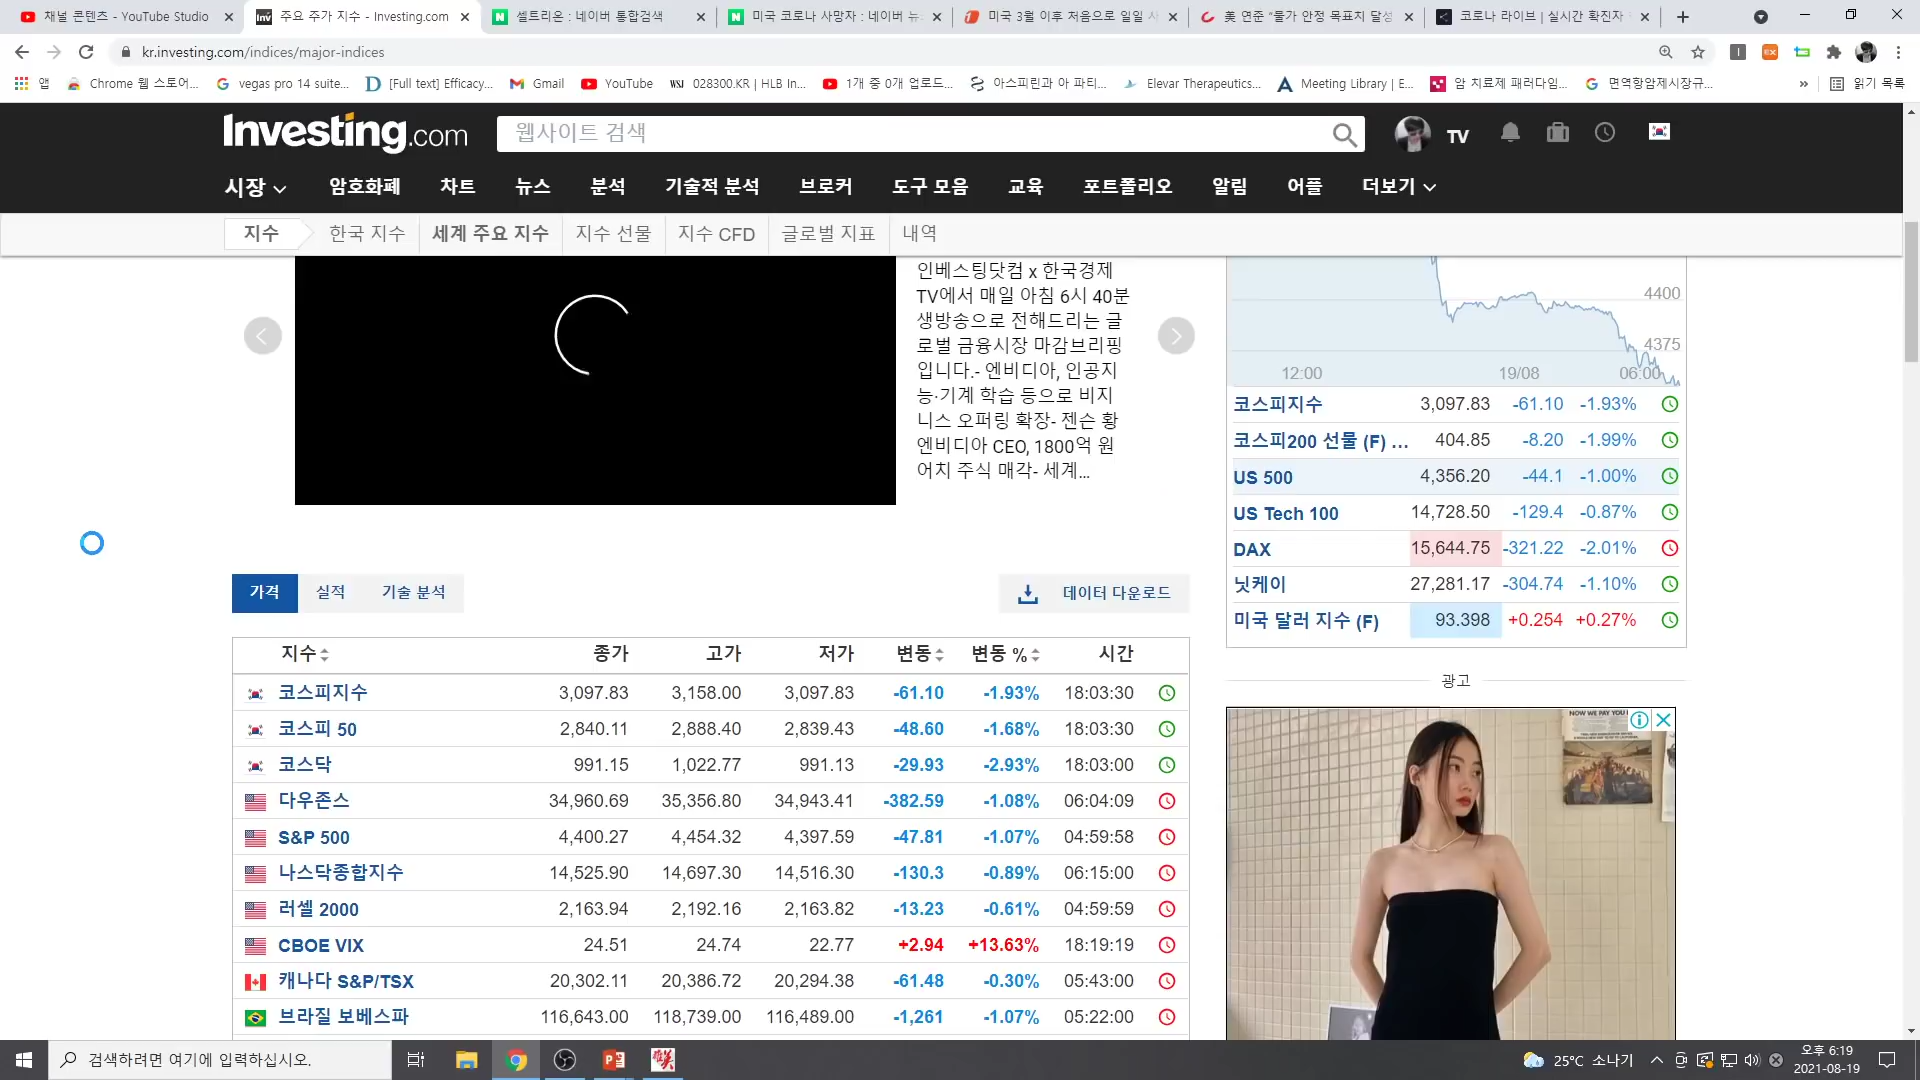 채널 콘텐츠 - YouTube Studio
주요 주가 지수 - Investing.com
셀트리온 : 네이버 통합검색
미국 코로나 사망자 : 네이버 뉴
미국 3월 이후 처음으로 일일 사
美 연준 "물가 안정 목표치 달성
코로나 라이브 | 실시간 확진자
kr.investing.com/indices/major-indices
앱
Chrome 웹 스토어...
vegas pro 14 suite...
[Full text] Efficacy...
Gmail
YouTube
WSJ 028300.KR | HLB In...
1개 중 0개 업로드...
아스피린과 아 파티...
Elevar Therapeutics...
Meeting Library | E...
암 치료제 패러다임...
면역항암제시장규...
»
읽기 목록
Investing.com
웹사이트 검색
TV
시장 암호화폐 차트 뉴스 분석 기술적 분석 브로커 도구 모음 교육 포트폴리오 알림 어플 더보기
지수 한국 지수 세계 주요 지수 지수 선물 지수 CFD 글로벌 지표 내역
인베스팅닷컴 x 한국경제
TV에서 매일 아침 6시 40분
생방송으로 전해드리는 글
로벌 금융시장 마감브리핑
입니다.- 엔비디아, 인공지
능·기계 학습 등으로 비지
니스 오퍼링 확장- 젠슨 황
엔비디아 CEO, 1800억 원
어치 주식 매각- 세계...
4400
4375
12:00 19/08 06:00
코스피지수 3,097.83 -61.10 -1.93%
코스피200 선물 (F) ... 404.85 -8.20 -1.99%
US 500 4,356.20 -44.1 -1.00%
US Tech 100 14,728.50 -129.4 -0.87%
DAX 15,644.75 -321.22 -2.01%
닛케이 27,281.17 -304.74 -1.10%
미국 달러 지수 (F) 93.398 +0.254 +0.27%
광고
NOW WE PAY YOU
가격 실적 기술 분석
데이터 다운로드
지수 종가 고가 저가 변동 변동 % 시간
코스피지수 3,097.83 3,158.00 3,097.83 -61.10 -1.93% 18:03:30
코스피 50 2,840.11 2,888.40 2,839.43 -48.60 -1.68% 18:03:30
코스닥 991.15 1,022.77 991.13 -29.93 -2.93% 18:03:00
다우존스 34,960.69 35,356.80 34,943.41 -382.59 -1.08% 06:04:09
S&P 500 4,400.27 4,454.32 4,397.59 -47.81 -1.07% 04:59:58
나스닥종합지수 14,525.90 14,697.30 14,516.30 -130.3 -0.89% 06:15:00
러셀 2000 2,163.94 2,192.16 2,163.82 -13.23 -0.61% 04:59:59
CBOE VIX 24.51 24.74 22.77 +2.94 +13.63% 18:19:19
캐나다 S&P/TSX 20,302.11 20,386.72 20,294.38 -61.48 -0.30% 05:43:00
브라질 보베스파 116,643.00 118,739.00 116,489.00 -1,261 -1.07% 05:22:00
검색하려면 여기에 입력하십시오.
25°C 소나기
오후 6:19
2021-08-19